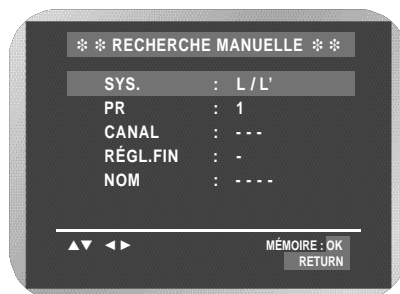 ❇ ❇ RECHERCHE MANUELLE ❇ ❇
SYS. : L / L’
PR : 1
CANAL : - - -
RÉGL.FIN : -
NOM : - - - -
▲▼ ◄► MÉMOIRE : OK
RETURN